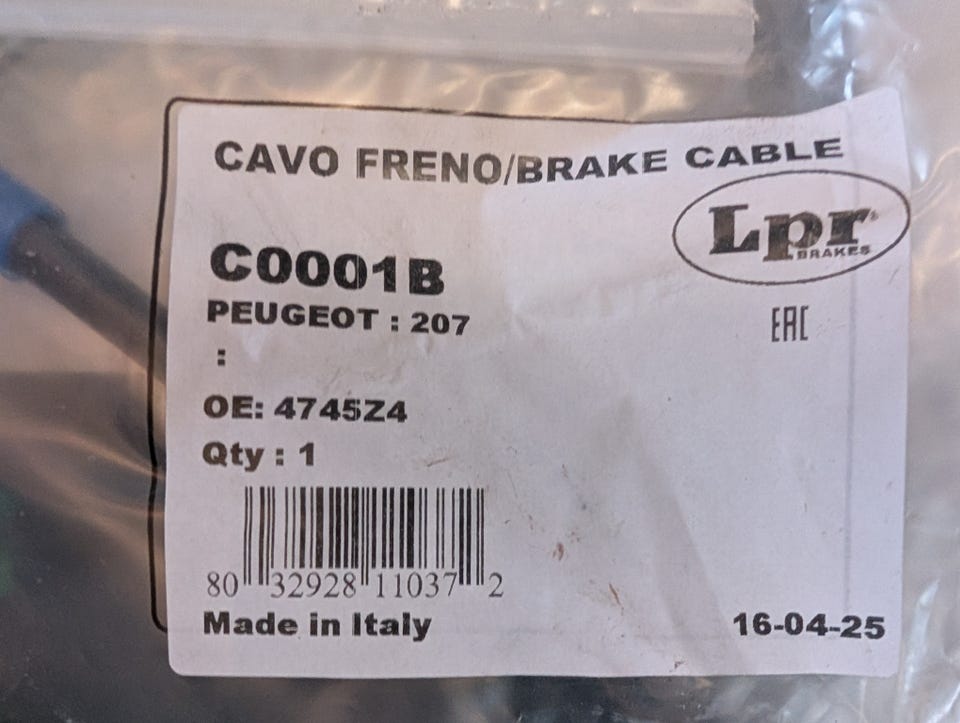 CAVO FRENO/BRAKE CABLE
Lpr
BRAKES
C0001B
PEUGEOT : 207
EAC
:
OE: 4745Z4
Qty : 1
80 32928 11037 2
Made in Italy
16-04-25